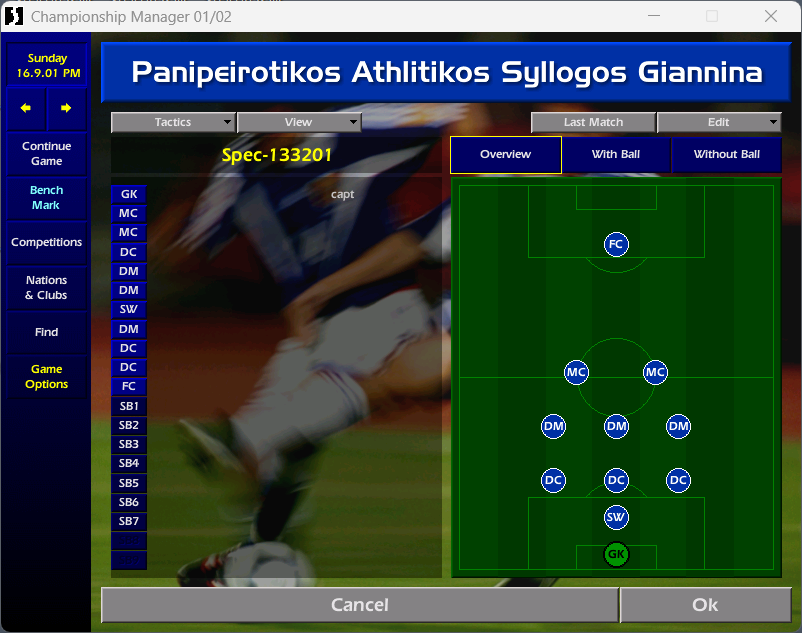 Championship Manager 01/02
Sunday
16.9.01 PM
Panipeirotikos Athlitikos Syllogos Giannina
Tactics
View
Last Match
Edit
Continue
Game
Bench
Mark
Competitions
Nations
& Clubs
Find
Game
Options
Spec-133201
Overview
With Ball
Without Ball
GK capt
MC
MC
DC
DM
DM
SW
DM
DC
DC
FC
SB1
SB2
SB3
SB4
SB5
SB6
SB7
FC
MC MC
DM DM DM
DC DC DC
SW
GK
Cancel
Ok